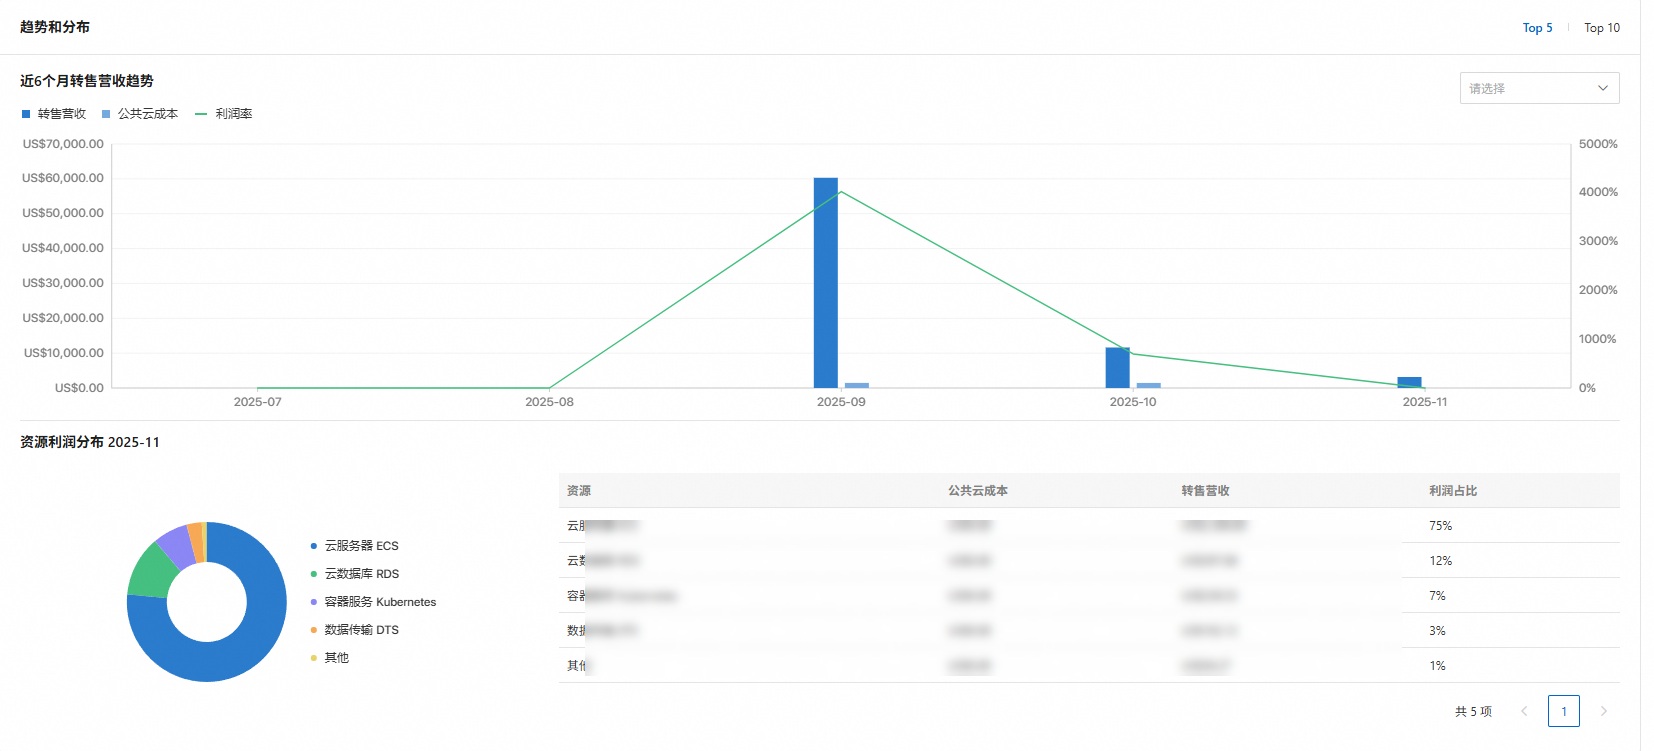 趋势和分布
Top 5 Top 10
近6个月转售营收趋势
请选择
转售营收 公共云成本 利润率
US$70,000.00 5000%
US$60,000.00 4000%
US$50,000.00
US$40,000.00 3000%
US$30,000.00 2000%
US$20,000.00
US$10,000.00 1000%
US$0.00 0%
2025-07 2025-08 2025-09 2025-10 2025-11
资源利润分布 2025-11
云服务器 ECS
云数据库 RDS
容器服务 Kubernetes
数据传输 DTS
其他
资源 公共云成本 转售营收 利润占比
75%
12%
7%
3%
其他 1%
共 5 项 1